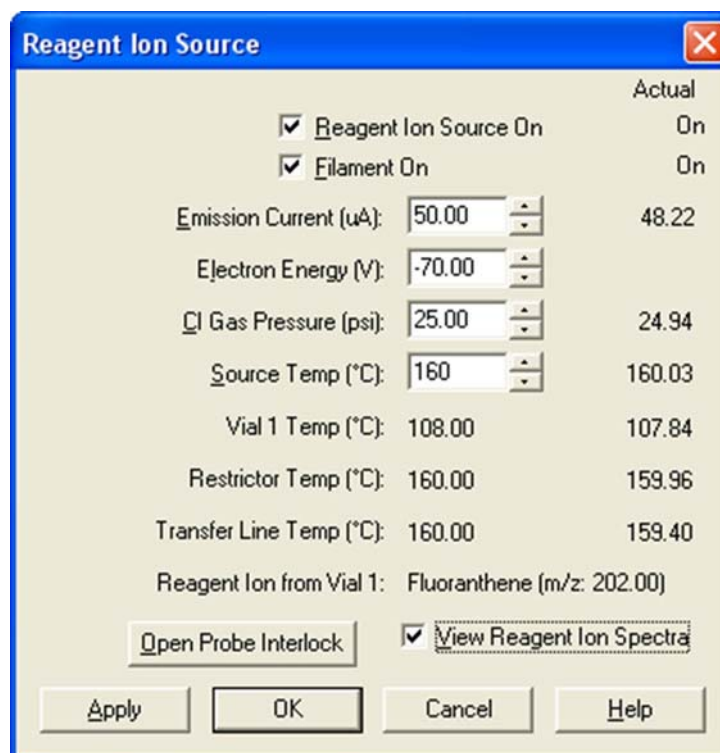 Reagent Ion Source
Actual
Reagent Ion Source On On
Filament On On
Emission Current (uA): 50.00 48.22
Electron Energy (V): -70.00
CI Gas Pressure (psi): 25.00 24.94
Source Temp (°C): 160 160.03
Vial 1 Temp (°C): 108.00 107.84
Restrictor Temp (°C): 160.00 159.96
Transfer Line Temp (°C): 160.00 159.40
Reagent Ion from Vial 1: Fluoranthene (m/z: 202.00)
Open Probe Interlock View Reagent Ion Spectra
Apply OK Cancel Help